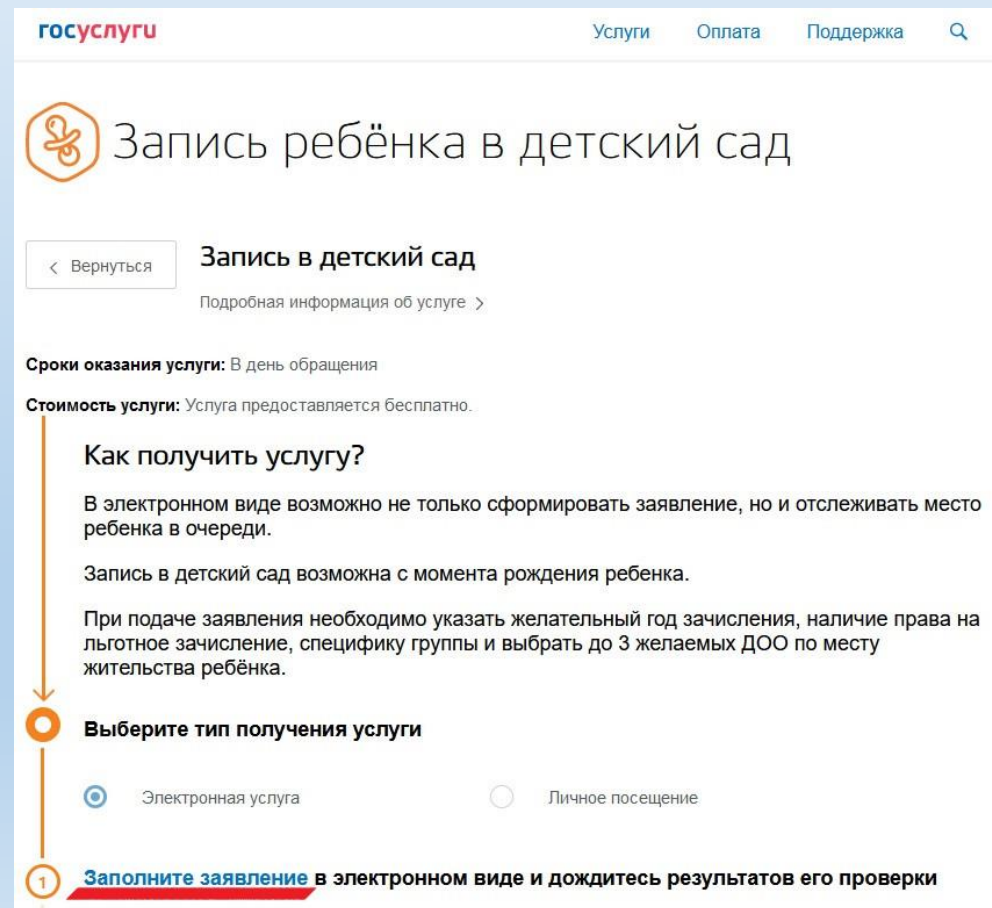 госуслуги
Услуги Оплата Поддержка
Запись ребёнка в детский сад
< Вернуться
Запись в детский сад
Подробная информация об услуге >
Сроки оказания услуги: В день обращения
Стоимость услуги: Услуга предоставляется бесплатно.
Как получить услугу?
В электронном виде возможно не только сформировать заявление, но и отслеживать место
ребенка в очереди.
Запись в детский сад возможна с момента рождения ребенка.
При подаче заявления необходимо указать желательный год зачисления, наличие права на
льготное зачисление, специфику группы и выбрать до 3 желаемых ДОО по месту
жительства ребёнка.
Выберите тип получения услуги
Электронная услуга Личное посещение
1 Заполните заявление в электронном виде и дождитесь результатов его проверки